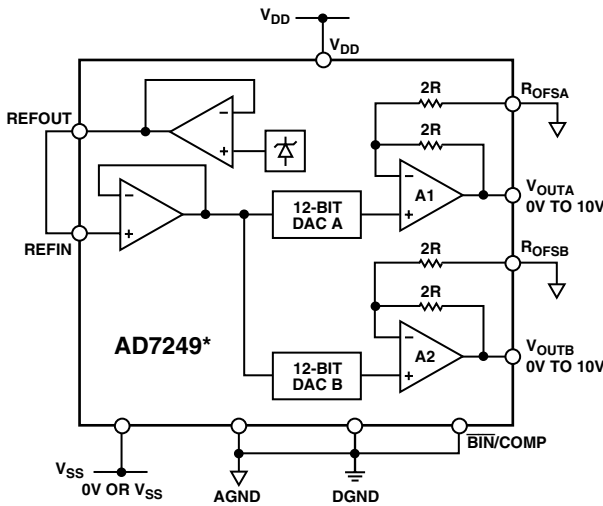 VDD
VDD
REFOUT
REFIN
2R
2R
ROFSA
A1
VOUTA
0V TO 10V
12-BIT
DAC A
2R
2R
ROFSB
A2
VOUTB
0V TO 10V
AD7249*
12-BIT
DAC B
BIN/COMP
VSS
0V OR VSS
AGND
DGND